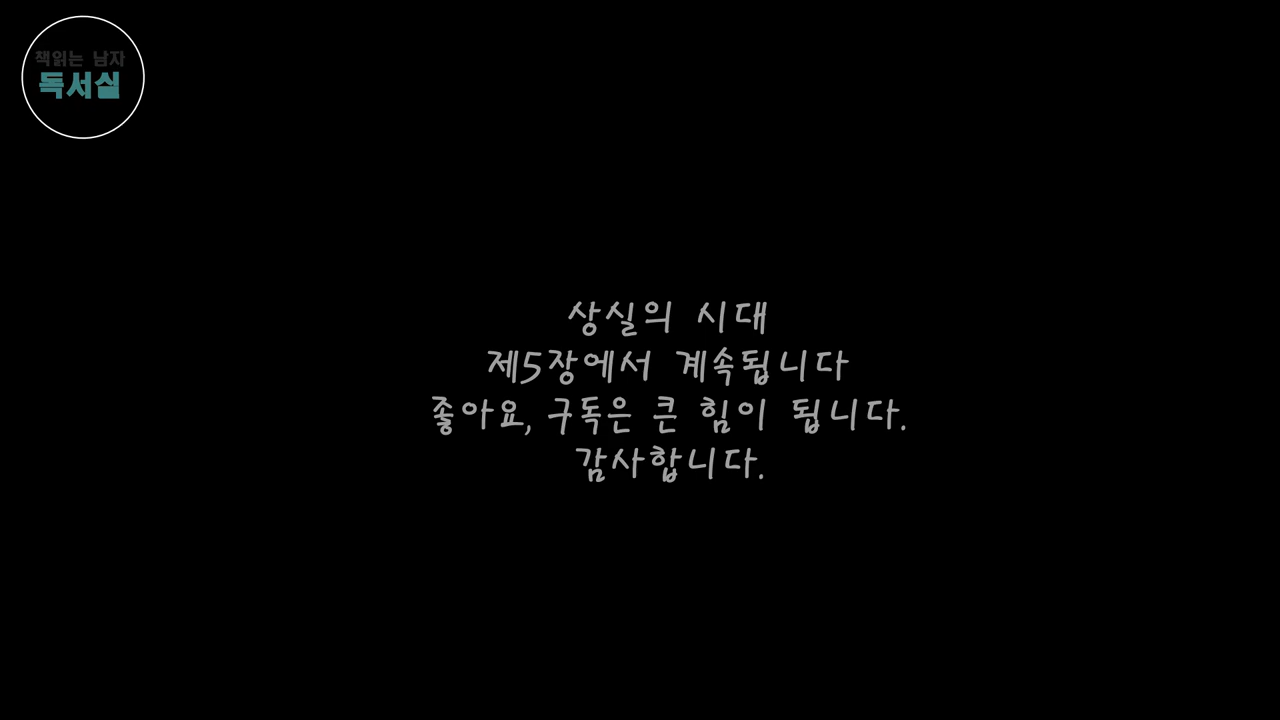 책읽는 남자
독서실
상실의 시대
제5장에서 계속됩니다
좋아요, 구독은 큰 힘이 됩니다.
감사합니다.